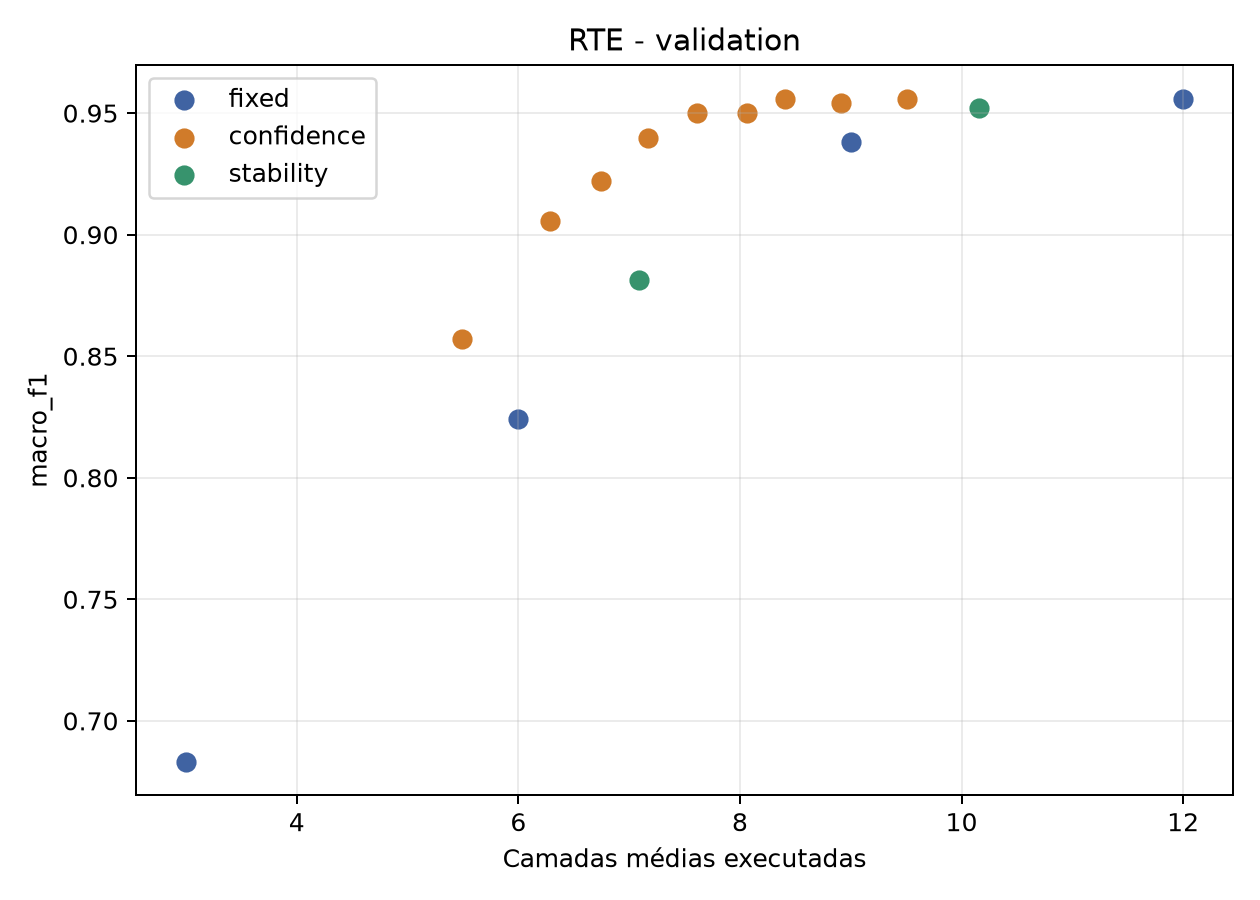 RTE - validation
fixed
confidence
stability
0.95
0.90
0.85
0.80
0.75
0.70
macro_f1
4 6 8 10 12
Camadas médias executadas